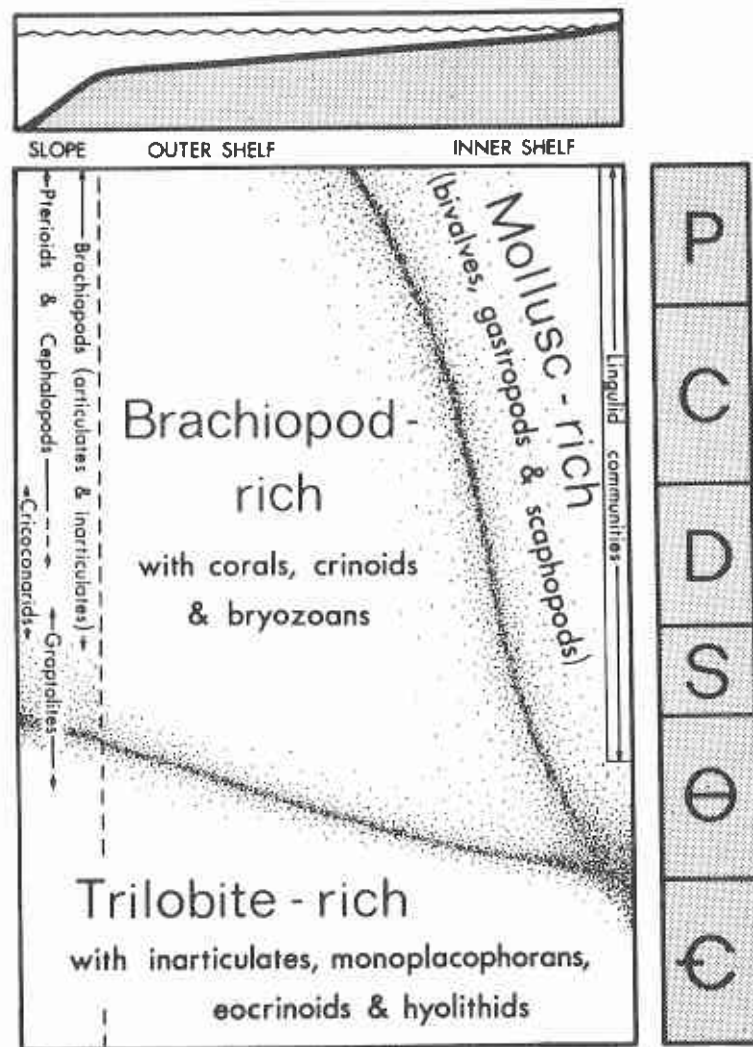 SLOPE OUTER SHELF INNER SHELF
Pterioids & Cephalopods
Cricoconarids
Brachiopods (articulates & inarticulates)
Graptolites
Brachiopod -
rich
with corals, crinoids
& bryozoans
Mollusc - rich
(bivalves, gastropods & scaphopods)
Lingulid communities
Trilobite - rich
with inarticulates, monoplacophorans,
eocrinoids & hyolithids
P
C
D
S
Ɵ
Ꞓ